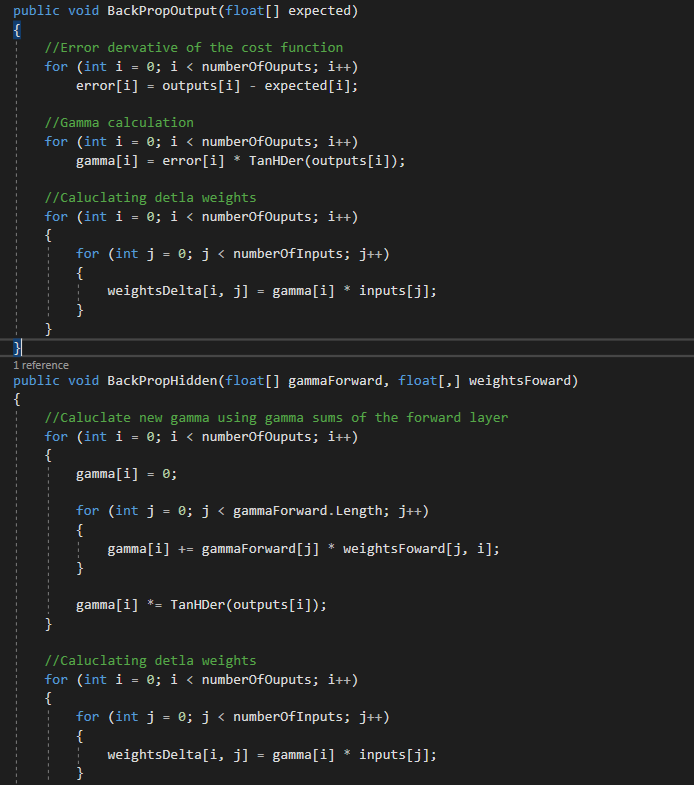 public void BackPropOutput(float[] expected)
{
//Error dervative of the cost function
for (int i = 0; i < numberOfOuputs; i++)
error[i] = outputs[i] - expected[i];
//Gamma calculation
for (int i = 0; i < numberOfOuputs; i++)
gamma[i] = error[i] * TanHDer(outputs[i]);
//Caluclating detla weights
for (int i = 0; i < numberOfOuputs; i++)
{
for (int j = 0; j < numberOfInputs; j++)
{
weightsDelta[i, j] = gamma[i] * inputs[j];
}
}
}
1 reference
public void BackPropHidden(float[] gammaForward, float[,] weightsFoward)
{
//Caluclate new gamma using gamma sums of the forward layer
for (int i = 0; i < numberOfOuputs; i++)
{
gamma[i] = 0;
for (int j = 0; j < gammaForward.Length; j++)
{
gamma[i] += gammaForward[j] * weightsFoward[j, i];
}
gamma[i] *= TanHDer(outputs[i]);
}
//Caluclating detla weights
for (int i = 0; i < numberOfOuputs; i++)
{
for (int j = 0; j < numberOfInputs; j++)
{
weightsDelta[i, j] = gamma[i] * inputs[j];
}